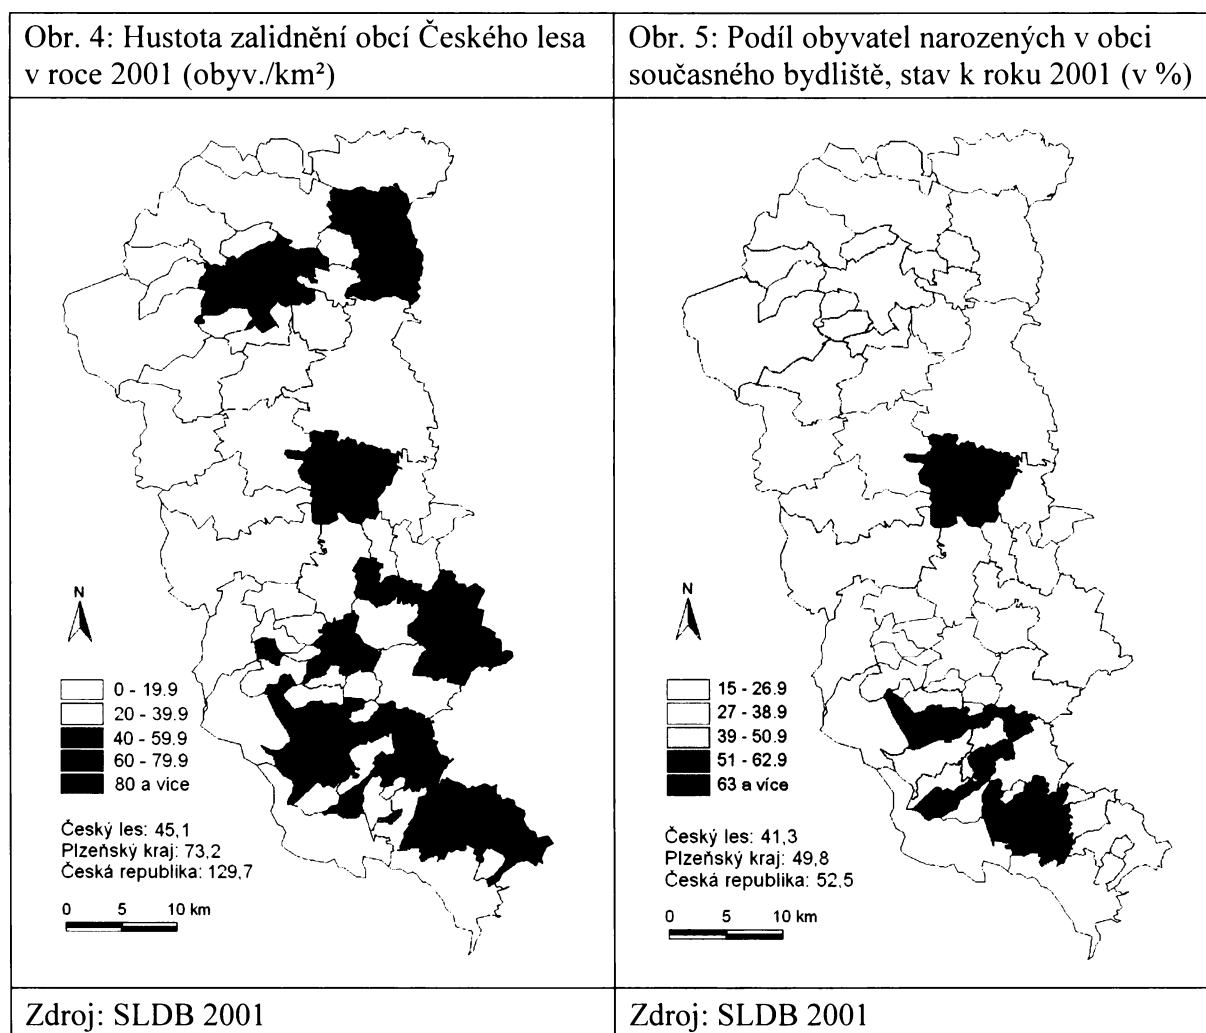 Obr. 4: Hustota zalidnění obcí Českého lesa
v roce 2001 (obyv./km²)
N
0 - 19.9
20 - 39.9
40 - 59.9
60 - 79.9
80 a vice
Český les: 45,1
Plzeňský kraj: 73,2
Česká republika: 129,7
0 5 10 km
Zdroj: SLDB 2001
Obr. 5: Podíl obyvatel narozených v obci
současného bydliště, stav k roku 2001 (v %)
N
15 - 26.9
27 - 38.9
39 - 50.9
51 - 62.9
63 a více
Český les: 41,3
Plzeňský kraj: 49,8
Česká republika: 52,5
0 5 10 km
Zdroj: SLDB 2001